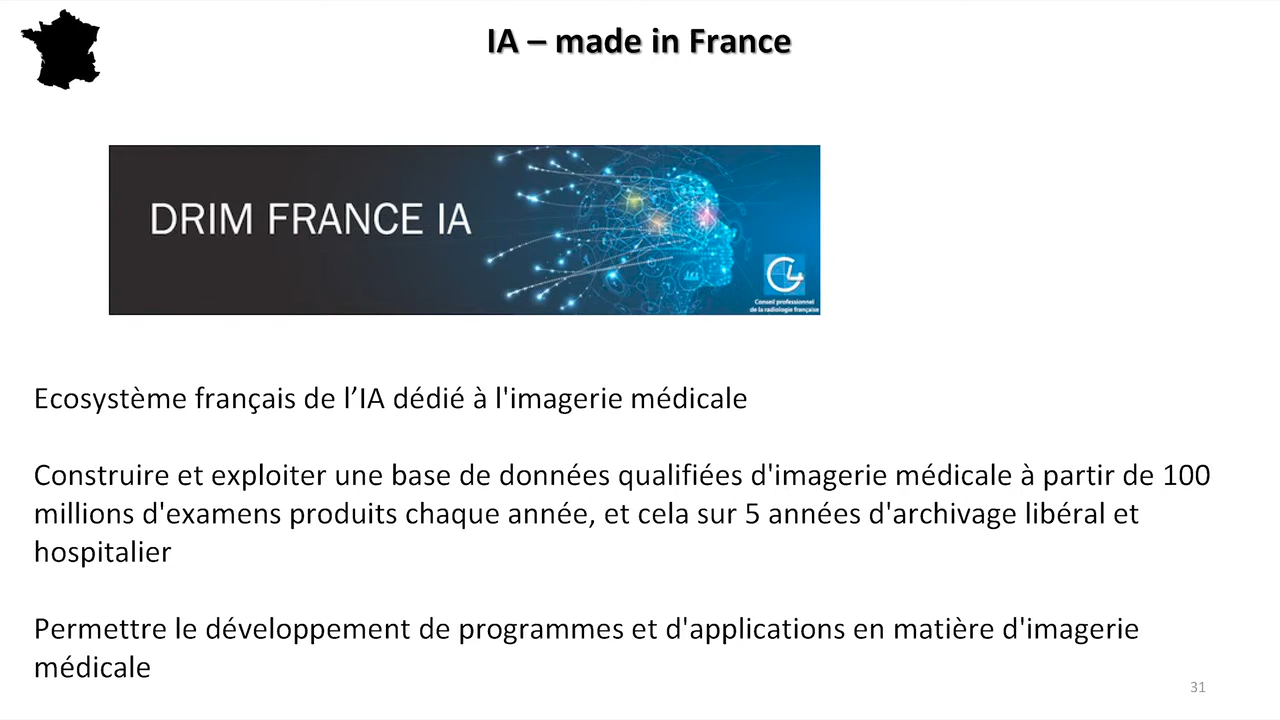 IA – made in France
DRIM FRANCE IA
Conseil professionnel
de la radiologie française
Ecosystème français de l’IA dédié à l'imagerie médicale
Construire et exploiter une base de données qualifiées d'imagerie médicale à partir de 100
millions d'examens produits chaque année, et cela sur 5 années d'archivage libéral et
hospitalier
Permettre le développement de programmes et d'applications en matière d'imagerie
médicale
31